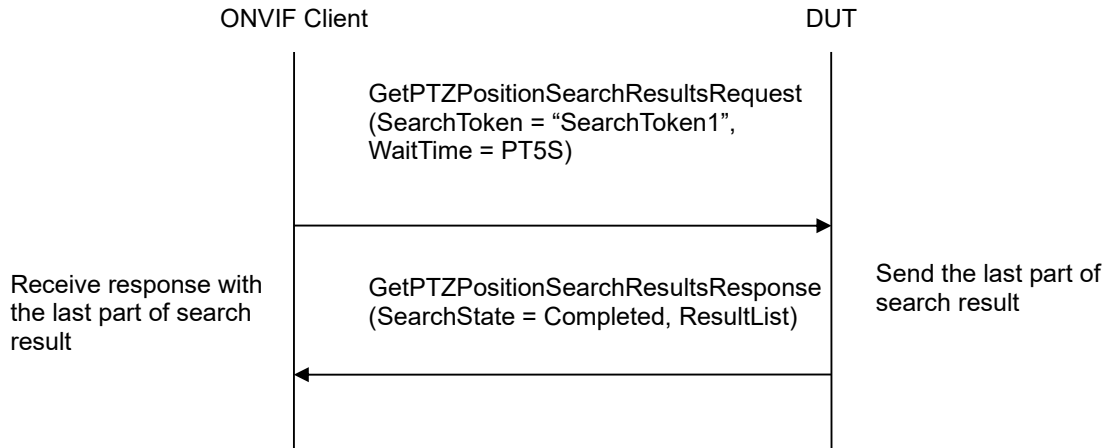 ONVIF Client
DUT
GetPTZPositionSearchResultsRequest
(SearchToken = “SearchToken1”,
WaitTime = PT5S)
Receive response with
the last part of search
result
GetPTZPositionSearchResultsResponse
(SearchState = Completed, ResultList)
Send the last part of
search result